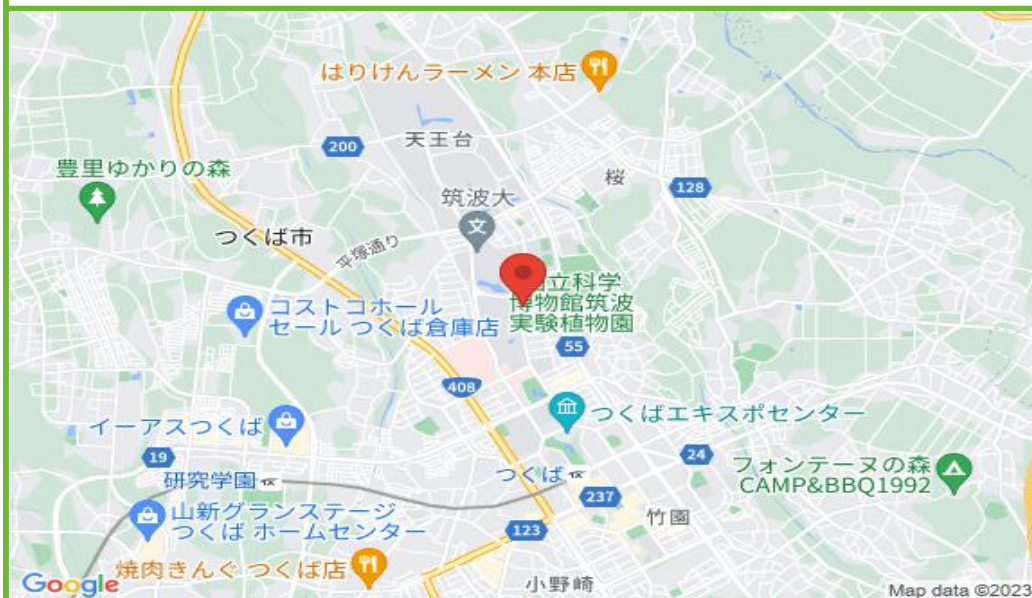 はりけんラーメン 本店
天王台
200
豊里ゆかりの森
桜
128
筑波大
文
つくば市
平塚通り
立科学
博物館筑波
実験植物園
コストコホール
セール つくば倉庫店
55
408
つくばエキスポセンター
イーアスつくば
19
24
研究学園
つくば
フォンテーヌの森
CAMP&BBQ1992
237
山新グランステージ
つくば ホームセンター
123
竹園
焼肉きんぐ つくば店
小野崎
Google
Map data ©2023